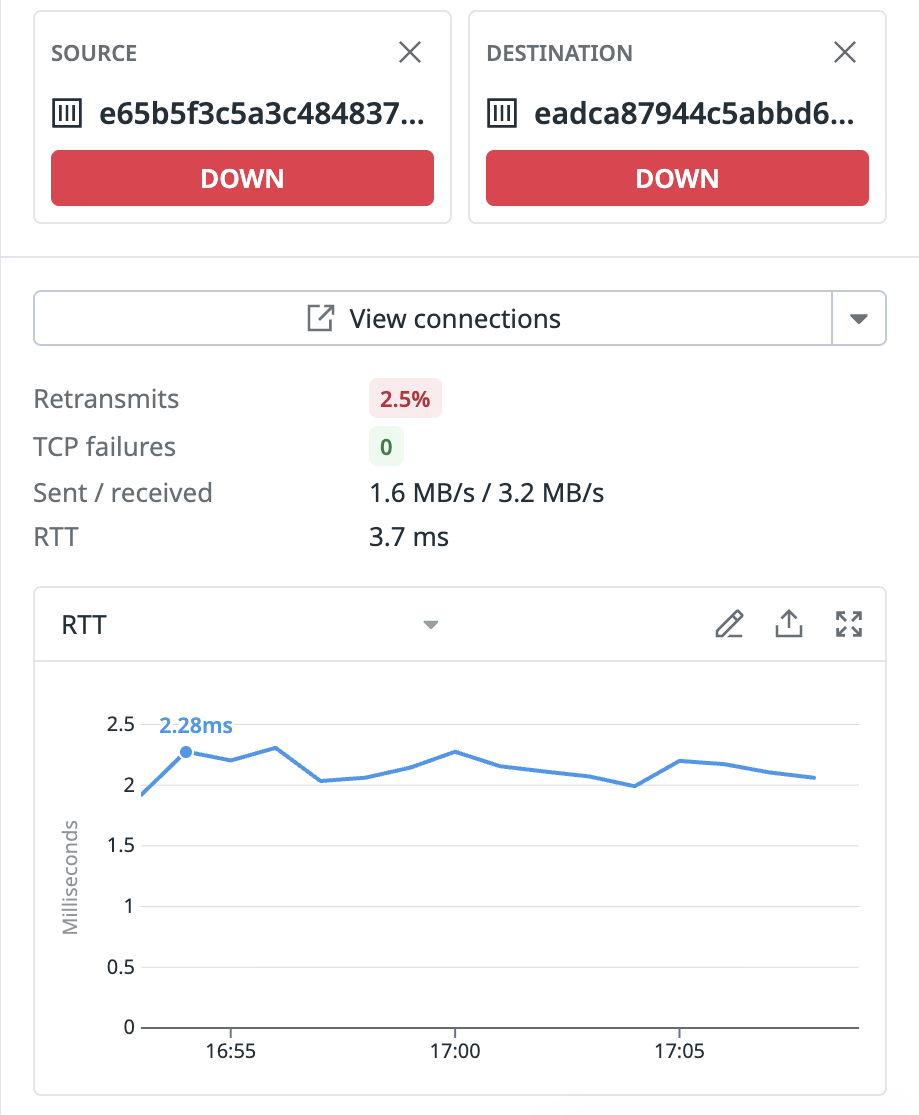 SOURCE
e65b5f3c5a3c484837...
DOWN
DESTINATION
eadca87944c5abbd6...
DOWN
View connections
Retransmits 2.5%
TCP failures 0
Sent / received 1.6 MB/s / 3.2 MB/s
RTT 3.7 ms
RTT
2.28ms
Milliseconds
2.5
2
1.5
1
0.5
0
16:55 17:00 17:05